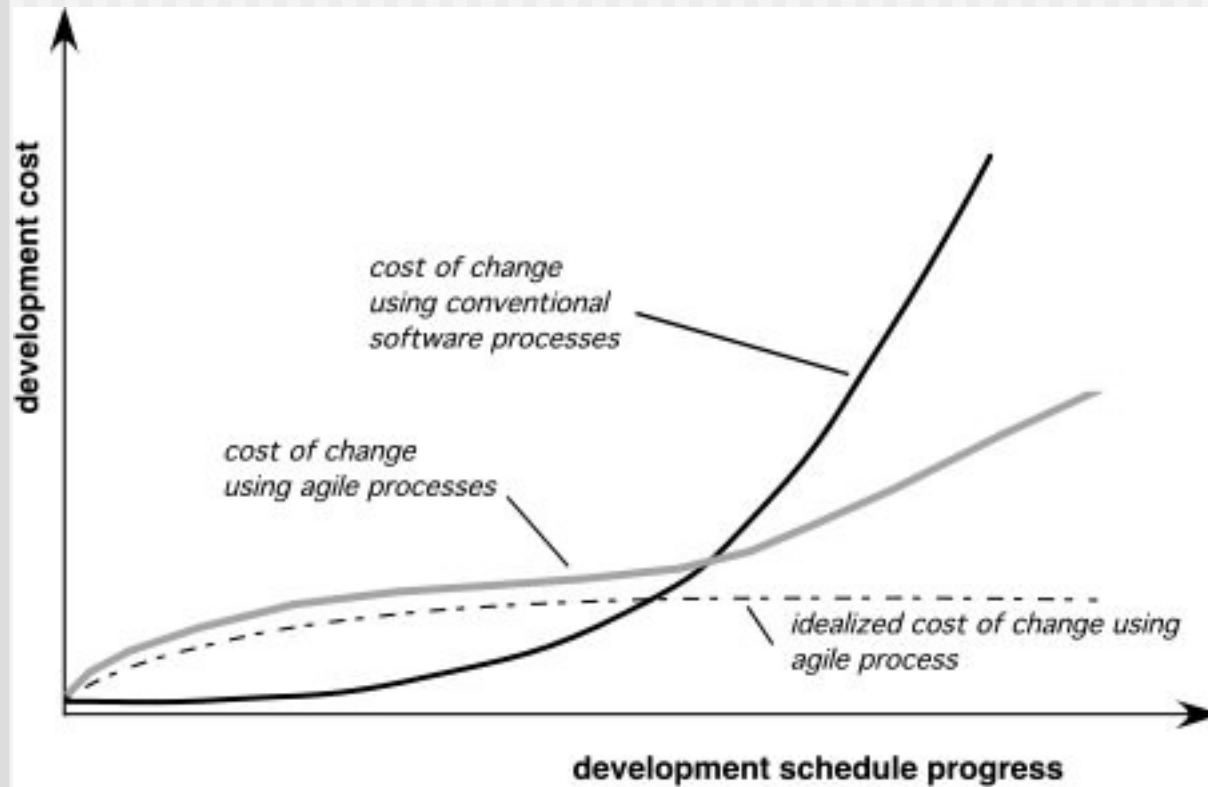 development cost
cost of change
using conventional
software processes
cost of change
using agile processes
idealized cost of change using
agile process
development schedule progress